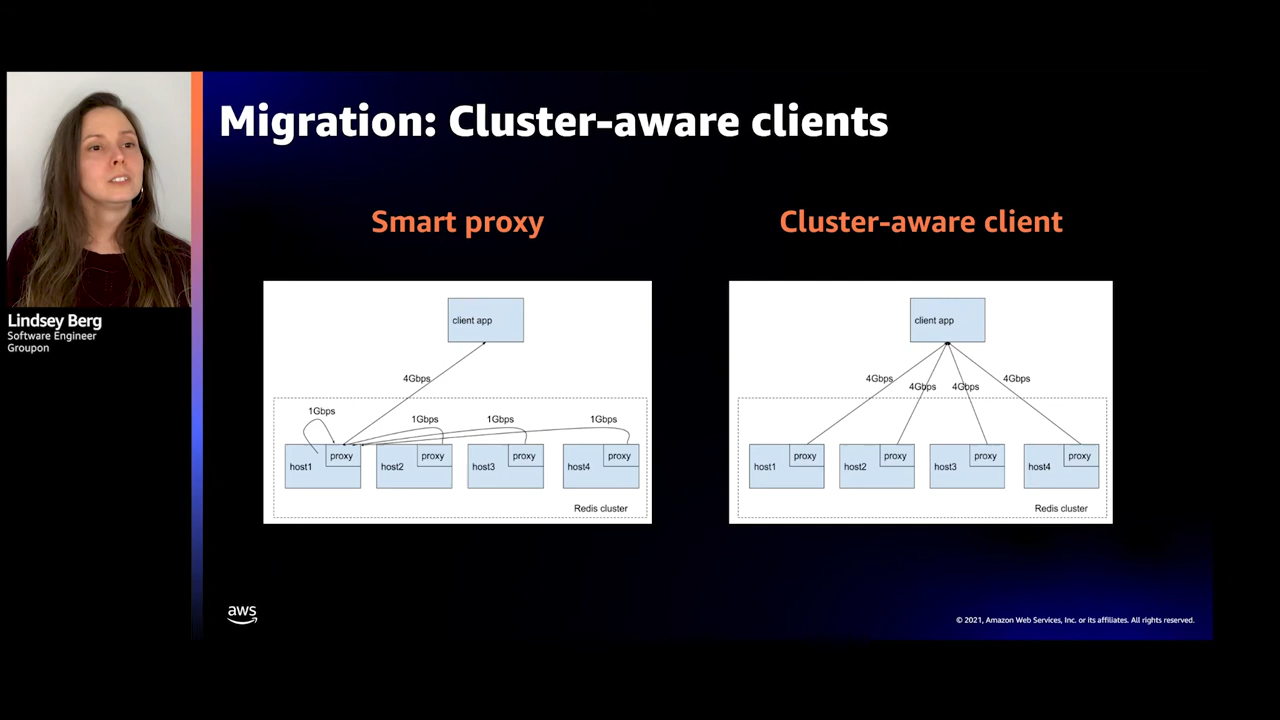 Migration: Cluster-aware clients
Lindsey Berg
Software Engineer
Groupon
Smart proxy
client app
4Gbps
1Gbps
1Gbps
1Gbps
1Gbps
proxy
host1
proxy
host2
proxy
host3
proxy
host4
Redis cluster
Cluster-aware client
client app
4Gbps
4Gbps
4Gbps
4Gbps
proxy
host1
proxy
host2
proxy
host3
proxy
host4
Redis cluster
aws
© 2021, Amazon Web Services, Inc. or its affiliates. All rights reserved.